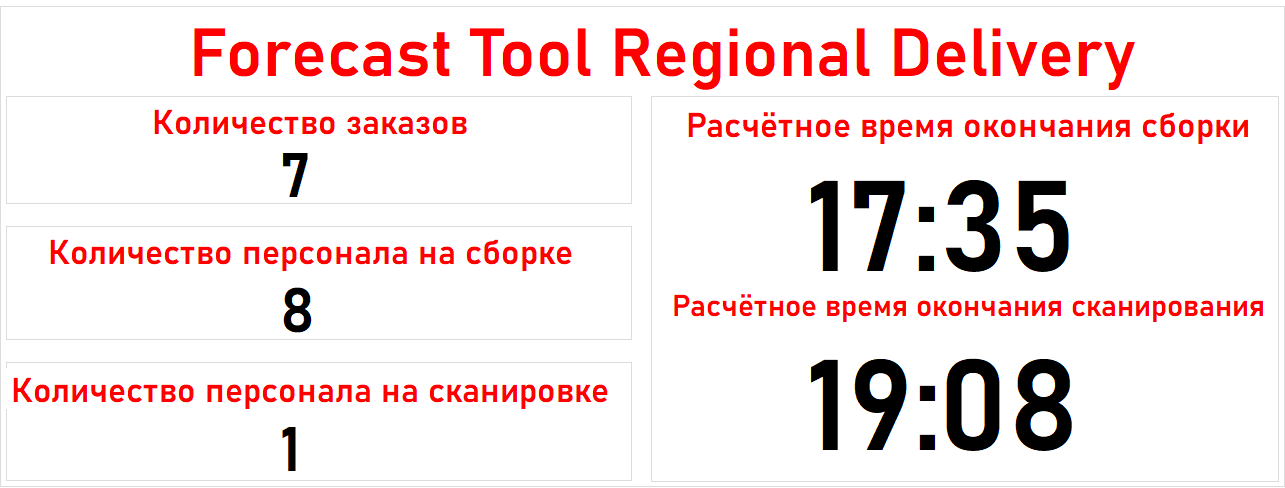 Forecast Tool Regional Delivery
Количество заказов
7
Количество персонала на сборке
8
Количество персонала на сканировке
1
Расчётное время окончания сборки
17:35
Расчётное время окончания сканирования
19:08